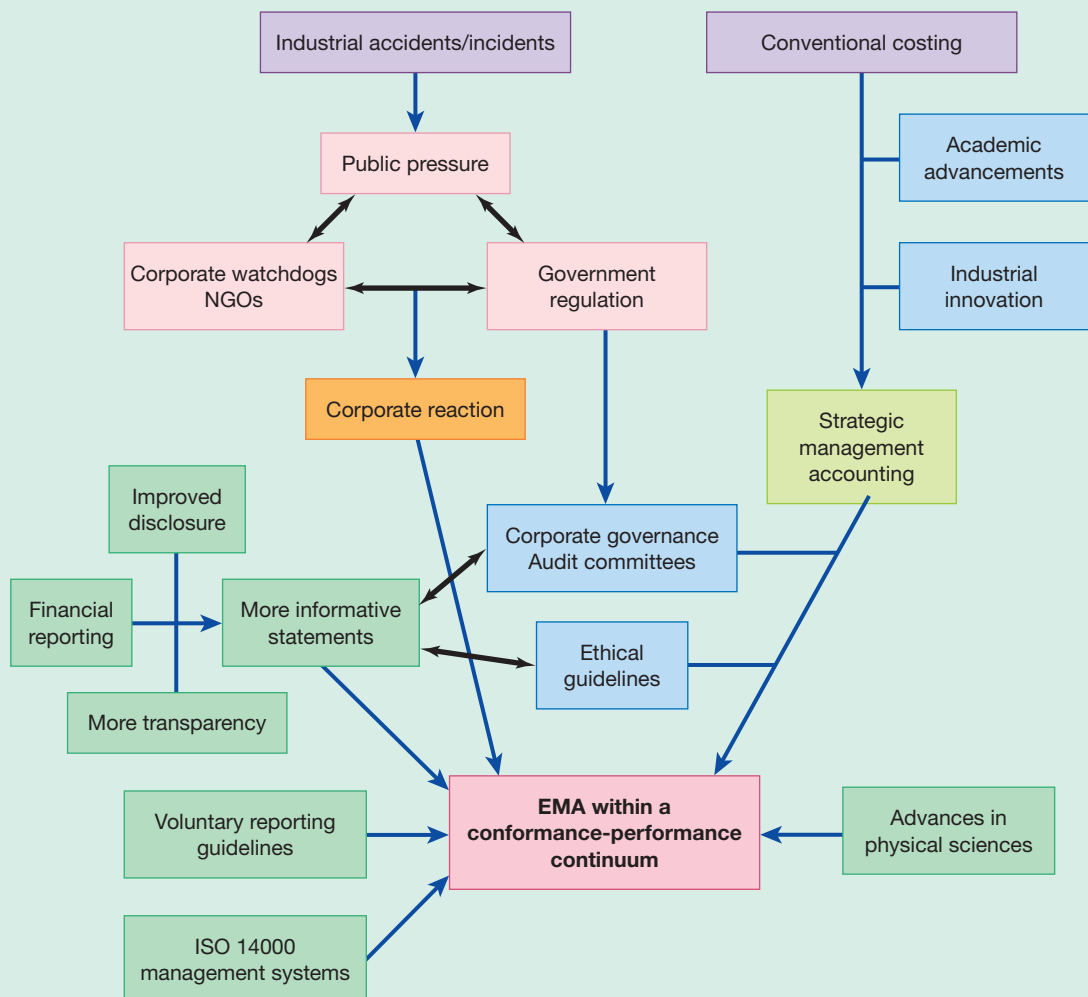 Industrial accidents/incidents
Conventional costing
Academic
advancements
Public pressure
Corporate watchdogs
NGOs
Government
regulation
Industrial
innovation
Corporate reaction
Strategic
management
accounting
Improved
disclosure
Corporate governance
Audit committees
Financial
reporting
More informative
statements
Ethical
guidelines
More transparency
Voluntary reporting
guidelines
EMA within a
conformance-performance
continuum
Advances in
physical sciences
ISO 14000
management systems